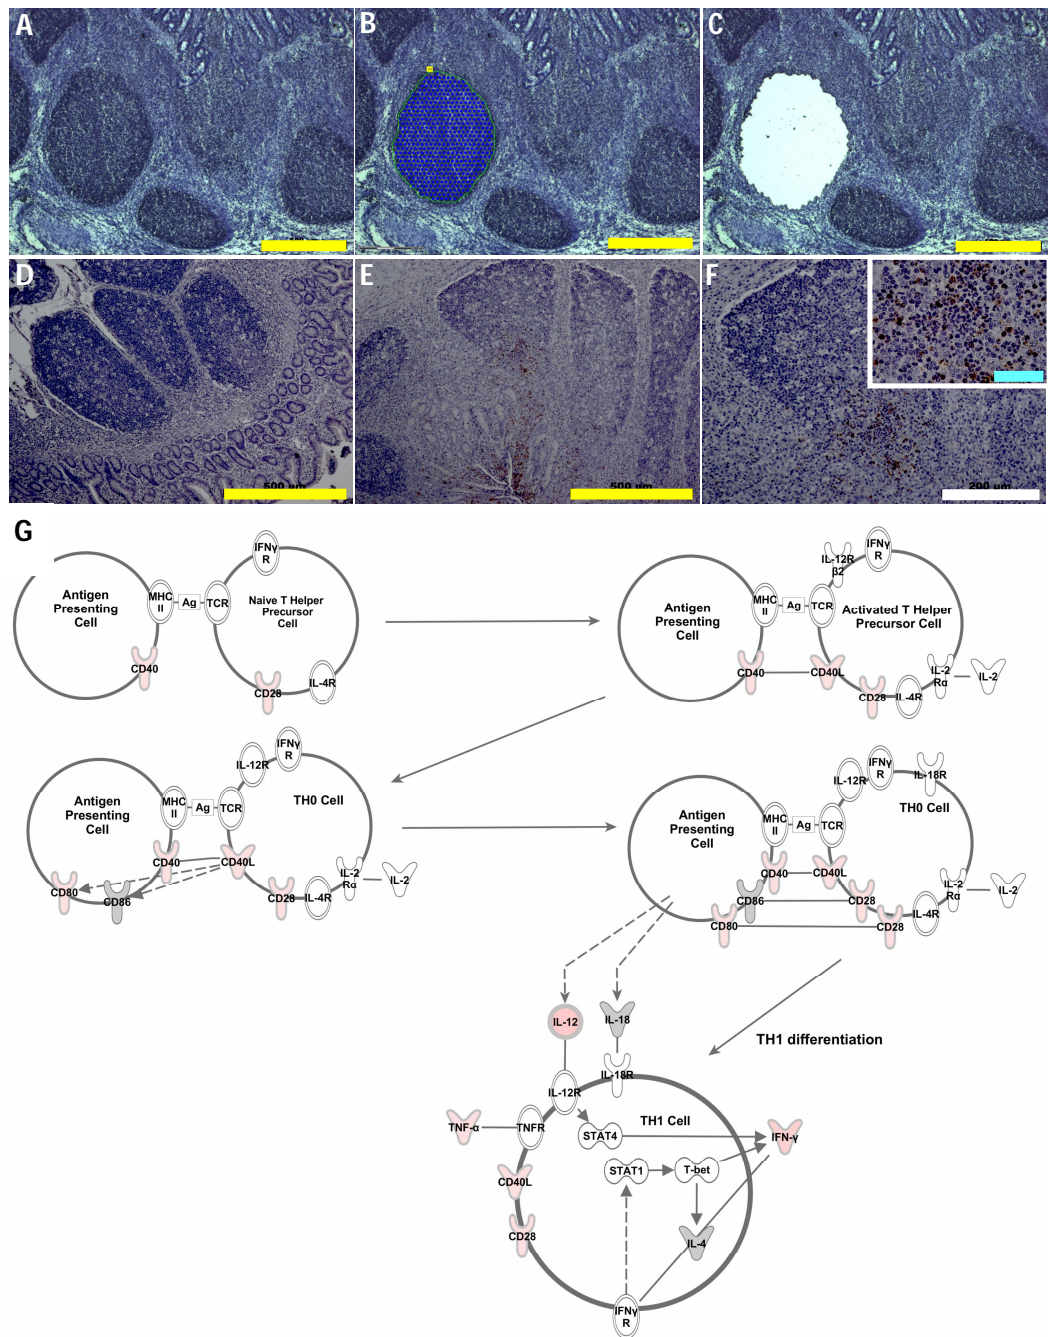 A
B
C
D
E
F
500 µm
500 µm
200 µm
G
Antigen
Presenting
Cell
MHC
II
Ag
TCR
IFNγ
R
Naive T Helper
Precursor
Cell
CD40
CD28
IL-4R
Antigen
Presenting
Cell
MHC
II
Ag
TCR
IL-12R
β2
IFNγ
R
Activated T Helper
Precursor Cell
CD40
CD40L
CD28
IL-4R
IL-2
Rα
IL-2
Antigen
Presenting
Cell
MHC
II
Ag
TCR
IL-12R
IFNγ
R
TH0 Cell
CD40
CD40L
CD80
CD86
CD28
IL-4R
IL-2
Rα
IL-2
Antigen
Presenting
Cell
MHC
II
Ag
TCR
IL-12R
IFNγ
R
IL-18R
TH0 Cell
CD40
CD40L
CD86
CD28
CD80
CD28
IL-4R
IL-2
Rα
IL-2
IL-12
IL-18
TH1 differentiation
IL-12R
IL-18R
TH1 Cell
TNF-α
TNFR
STAT4
IFN-γ
STAT1
T-bet
CD40L
CD28
IL-4
IFNγ
R